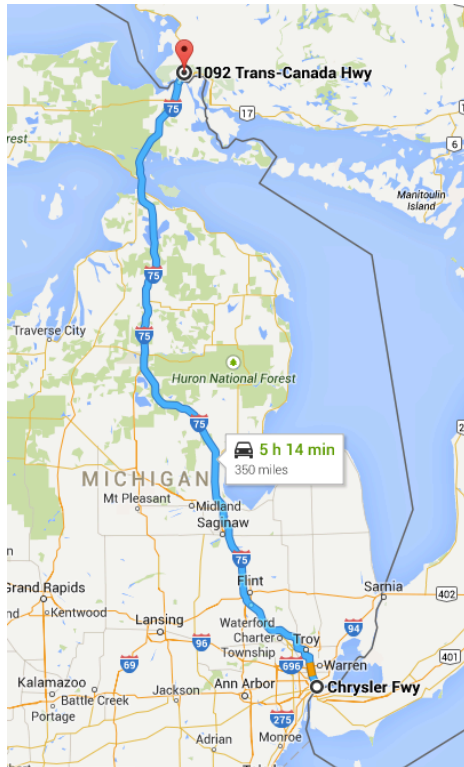 1092 Trans-Canada Hwy
75
17
6
orest
Manitoulin
Island
75
Traverse City
75
Huron National Forest
75
5 h 14 min
350 miles
MICHIGAN
Mt Pleasant
Midland
Saginaw
75
Flint
Sarnia
402
Grand Rapids
Kentwood
Lansing
Waterford
Charter
Township
Troy
94
96
696
Warren
401
69
Kalamazoo
Ann Arbor
Chrysler Fwy
Battle Creek
Jackson
Portage
275
Monroe
Adrian